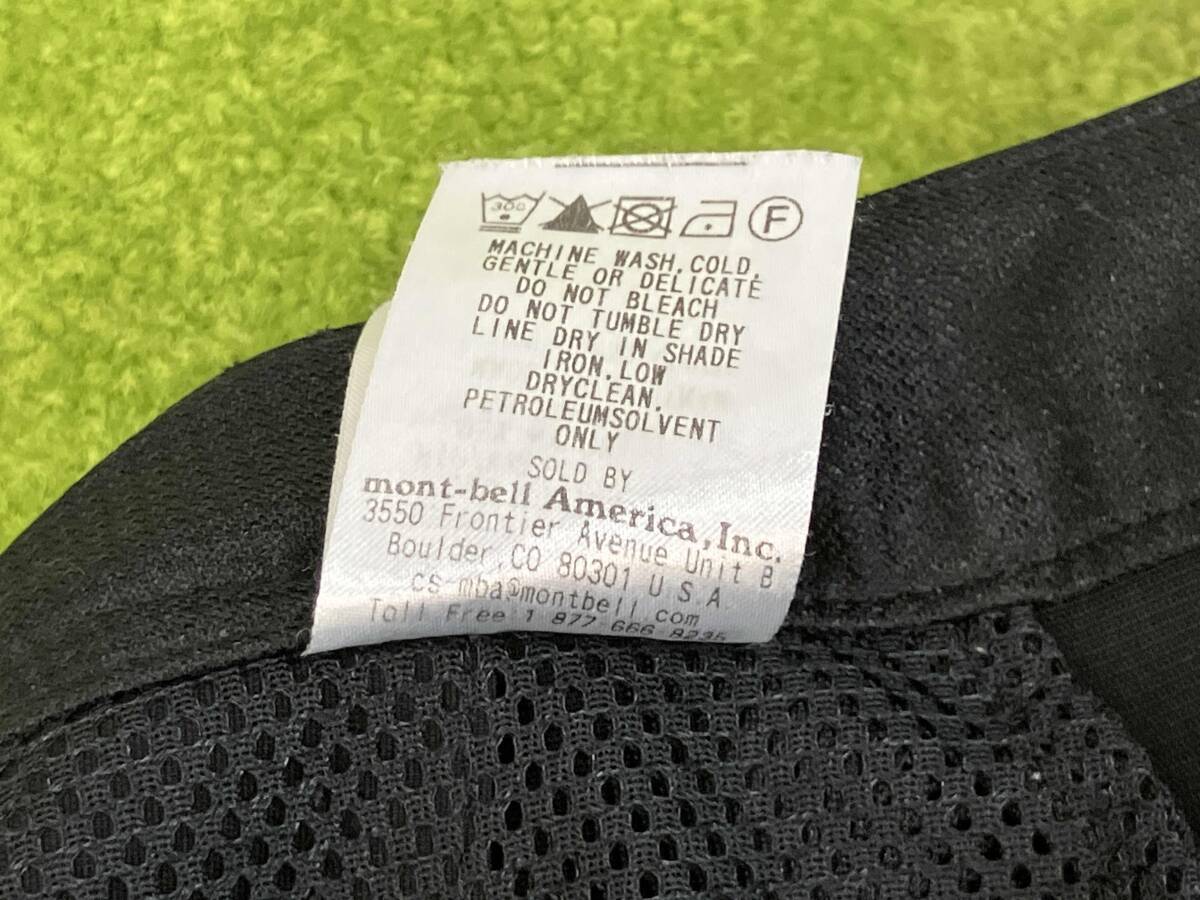 30C
F
MACHINE WASH, COLD,
GENTLE OR DELICATE
DO NOT BLEACH
DO NOT TUMBLE DRY
LINE DRY IN SHADE
IRON, LOW
DRYCLEAN,
PETROLEUMSOLVENT
ONLY
SOLD BY
mont-bell America, Inc.
3550 Frontier Avenue Unit B
Boulder, CO 80301 U.S.A.
cs-mba@montbell.com
Toll Free 1 877-666-8235